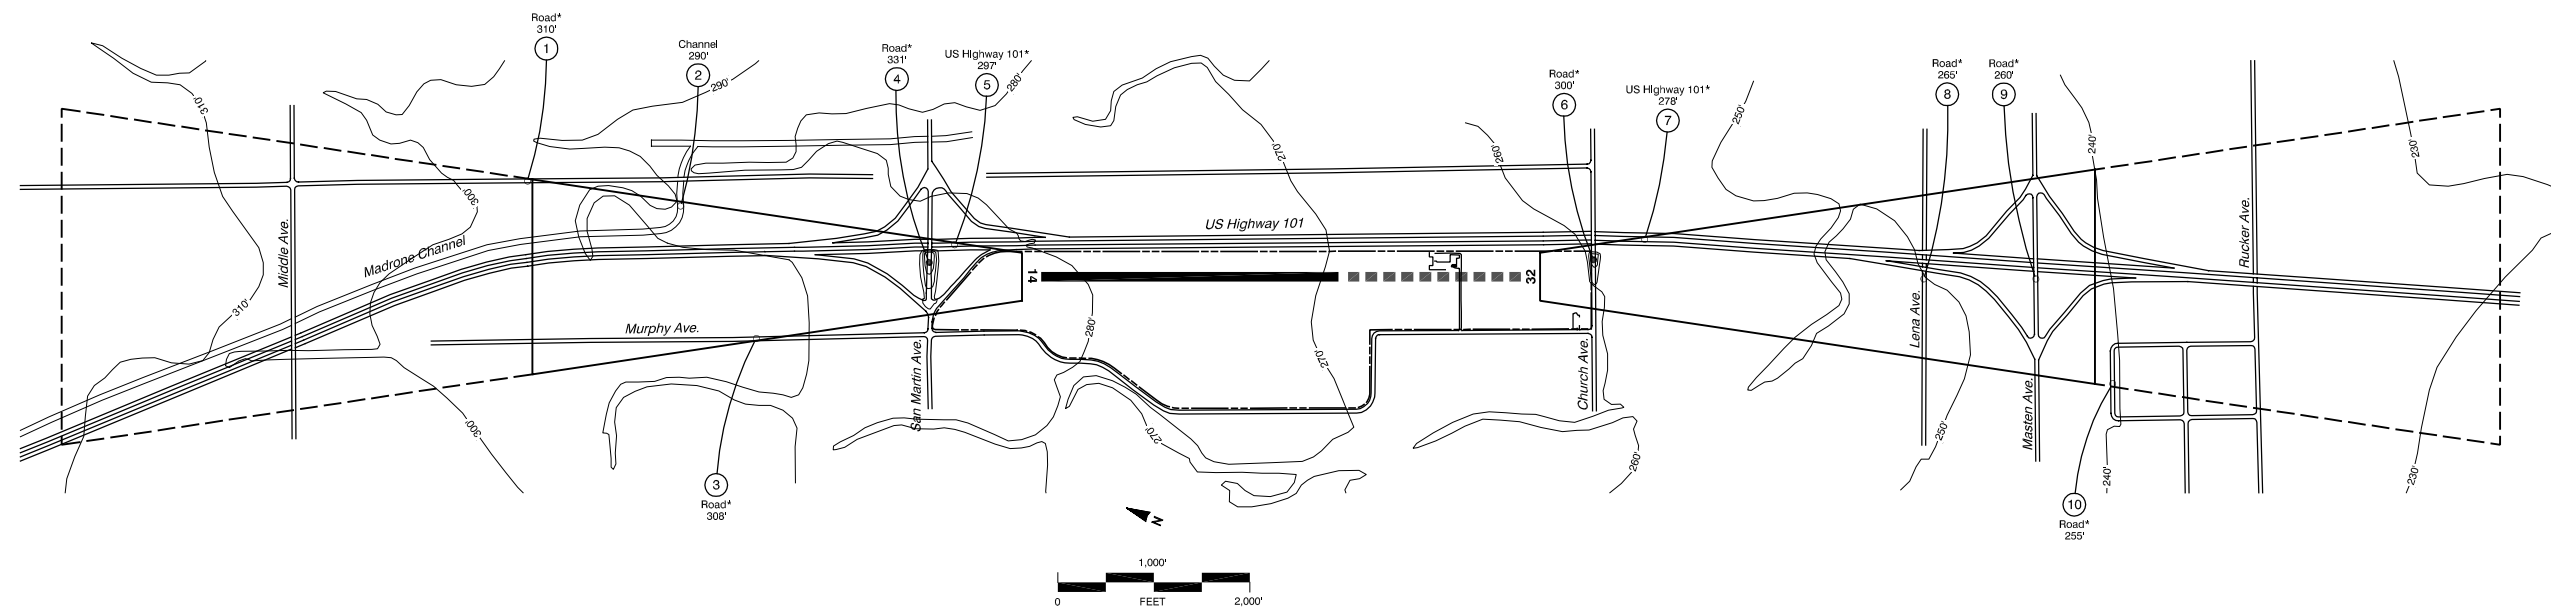 Road*
310'
1
Channel
290'
2
Road*
331'
4
US Highway 101*
297'
5
Road*
300'
6
US Highway 101*
278'
7
Road*
265'
8
Road*
260'
9
310'
290'
280'
250'
240'
230'
270'
260'
300'
Middle Ave.
Madrone Channel
US Highway 101
Rucker Ave.
14
32
310'
Murphy Ave.
280'
270'
Lena Ave.
San Martin Ave.
Church Ave.
Masten Ave.
300'
270'
260'
250'
240'
230'
3
Road*
308'
10
Road*
255'
N
1,000'
0
FEET
2,000'